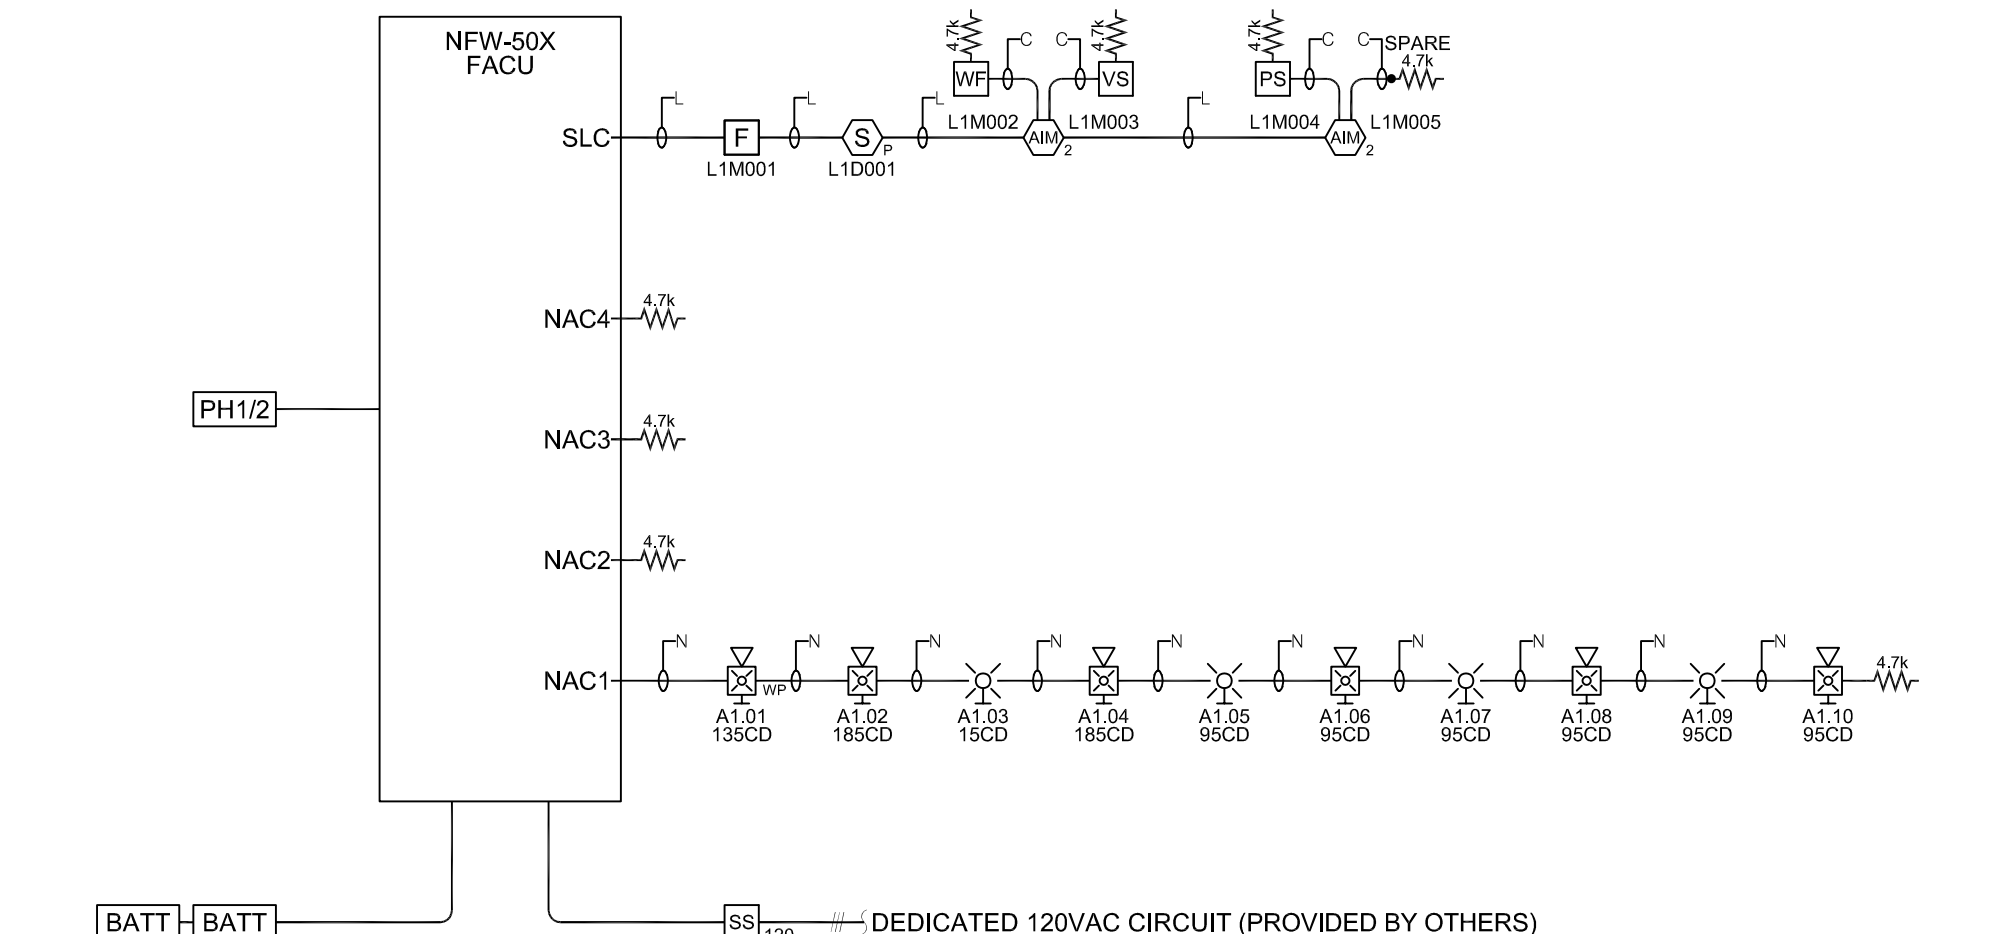 NFW-50X
FACU
4.7k
C
C
4.7k
4.7k
C
C
SPARE
4.7k
WF
VS
PS
L
L
L
L
L1M002
L1M003
L1M004
L1M005
SLC
F
S
P
AIM
2
AIM
2
L1M001
L1D001
4.7k
NAC4
PH1/2
4.7k
NAC3
4.7k
NAC2
N
N
N
N
N
N
N
N
N
N
4.7k
NAC1
WP
A1.01
135CD
A1.02
185CD
A1.03
15CD
A1.04
185CD
A1.05
95CD
A1.06
95CD
A1.07
95CD
A1.08
95CD
A1.09
95CD
A1.10
95CD
BATT
BATT
SS
120
DEDICATED 120VAC CIRCUIT (PROVIDED BY OTHERS)